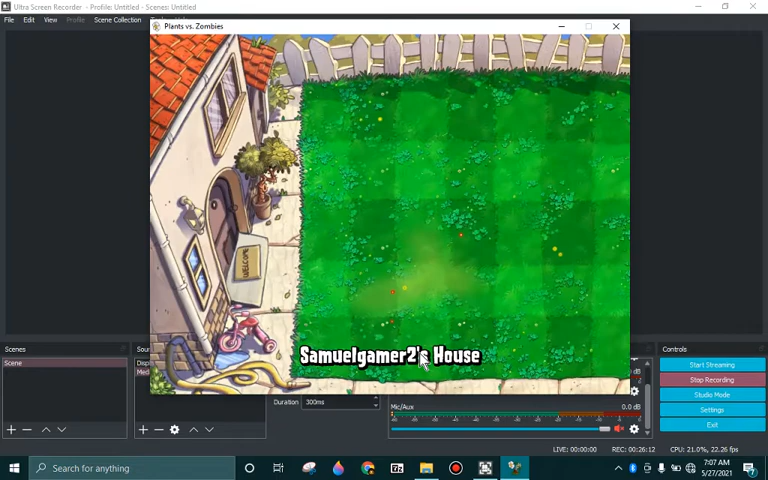 Ultra Screen Recorder - Profile: Untitled - Scenes: Untitled
File Edit View Profile Scene Collection
Plants vs. Zombies
WELCOME
Samuelgamer2's House
Scenes
Controls
Scene
Start Streaming
Stop Recording
Studio Mode
Settings
Exit
Duration 300ms
Mic/Aux 0.0 dB
LIVE: 00:00:00 REC: 00:26:12 CPU: 21.0%, 22.26 fps
Search for anything
7:07 AM
5/27/2021